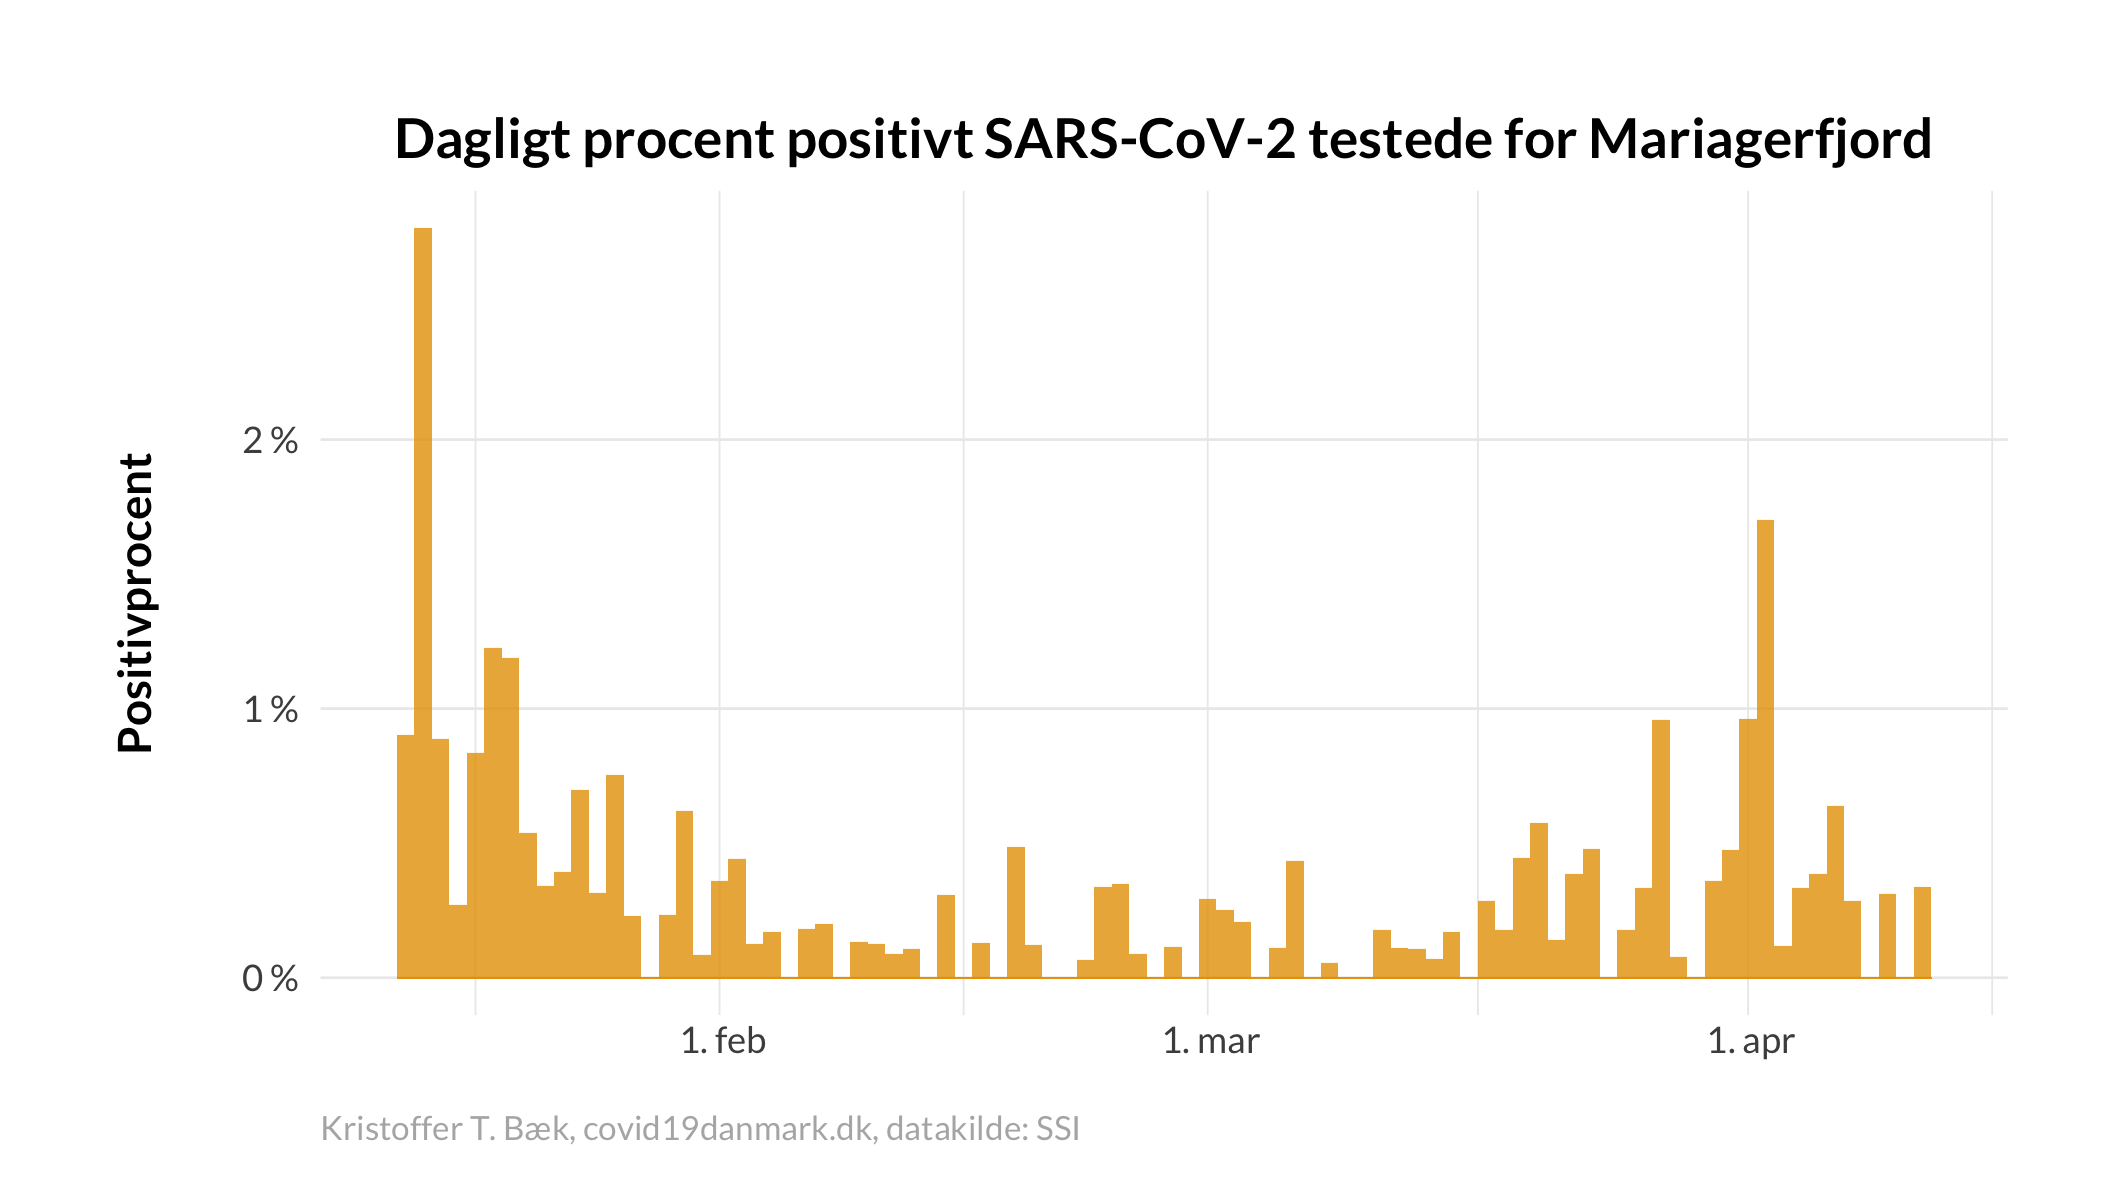 Dagligt procent positivt SARS-CoV-2 testede for Mariagerfjord
Positivprocent
2 %
1 %
0 %
1. feb
1. mar
1. apr
Kristoffer T. Bæk, covid19danmark.dk, datakilde: SSI